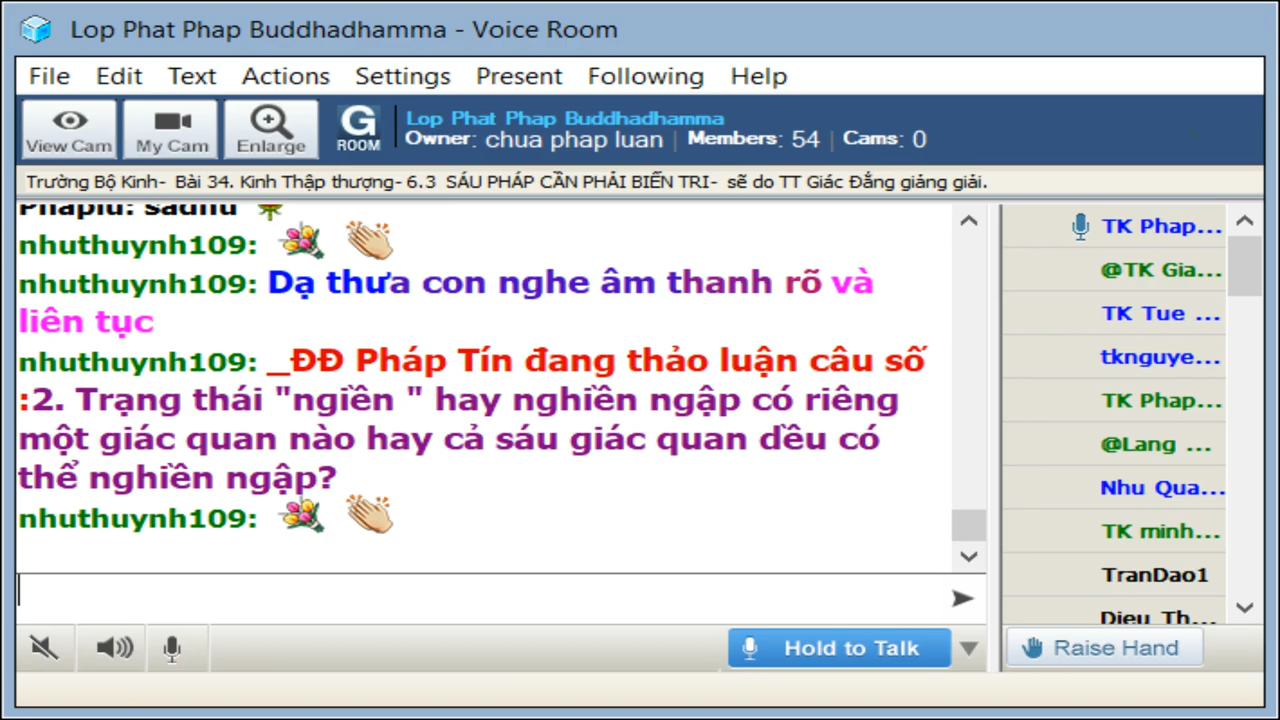 Lop Phat Phap Buddhadhamma - Voice Room
File Edit Text Actions Settings Present Following Help
View Cam My Cam Enlarge G ROOM
Lop Phat Phap Buddhadhamma
Owner: chua phap luan | Members: 54 | Cams: 0
Trường Bộ Kinh- Bài 34. Kinh Thập thượng- 6.3 SÁU PHÁP CẦN PHẢI BIẾN TRI- sẽ do TT Giác Đẳng giảng giải.
Phaplu: sadhu
nhuthuynh109:
nhuthuynh109: Dạ thưa con nghe âm thanh rõ và
liên tục
nhuthuynh109: _ĐĐ Pháp Tín đang thảo luận câu số
:2. Trạng thái "ngiền " hay nghiền ngập có riêng
một giác quan nào hay cả sáu giác quan dều có
thể nghiền ngập?
nhuthuynh109:
TK Phap...
@TK Gia...
TK Tue ...
tknguye...
TK Phap...
@Lang ...
Nhu Qua...
TK minh...
TranDao1
Dieu Th...
Hold to Talk
Raise Hand